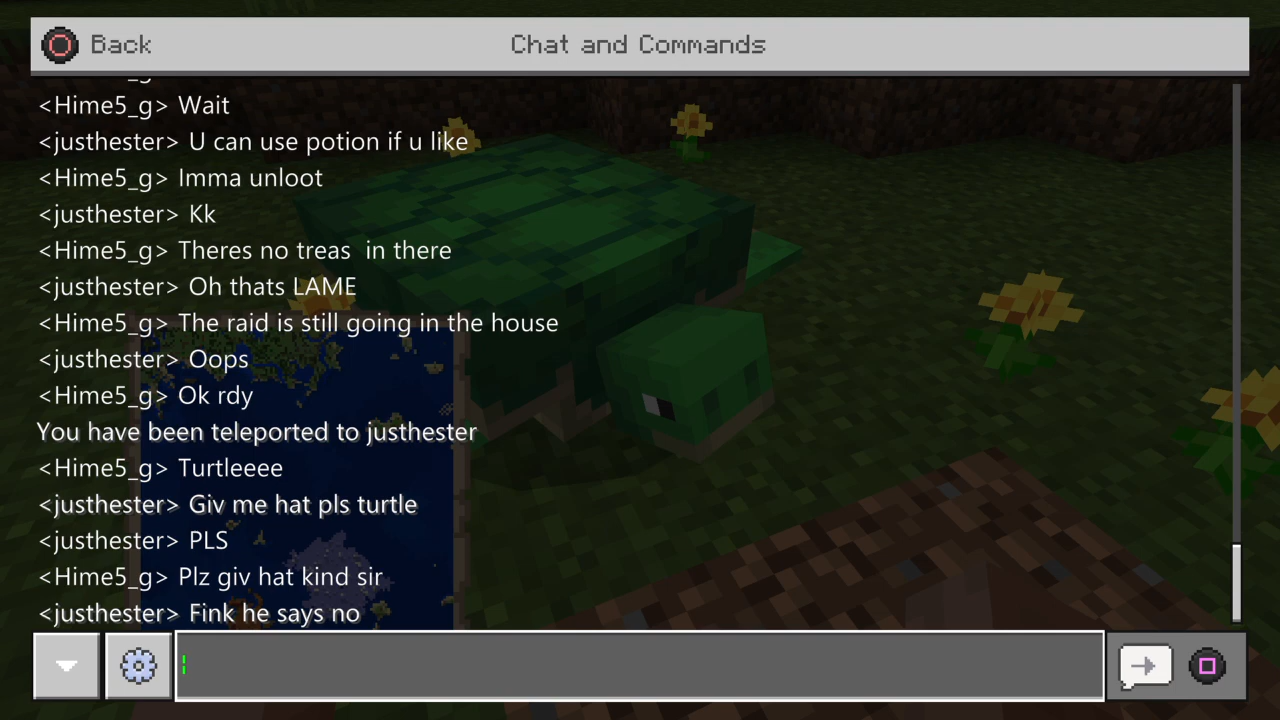 Back
Chat and Commands
<Hime5_g> Wait
<justhester> U can use potion if u like
<Hime5_g> Imma unloot
<justhester> Kk
<Hime5_g> Theres no treas  in there
<justhester> Oh thats LAME
<Hime5_g> The raid is still going in the house
<justhester> Oops
<Hime5_g> Ok rdy
You have been teleported to justhester
<Hime5_g> Turtleeee
<justhester> Giv me hat pls turtle
<justhester> PLS
<Hime5_g> Plz giv hat kind sir
<justhester> Fink he says no